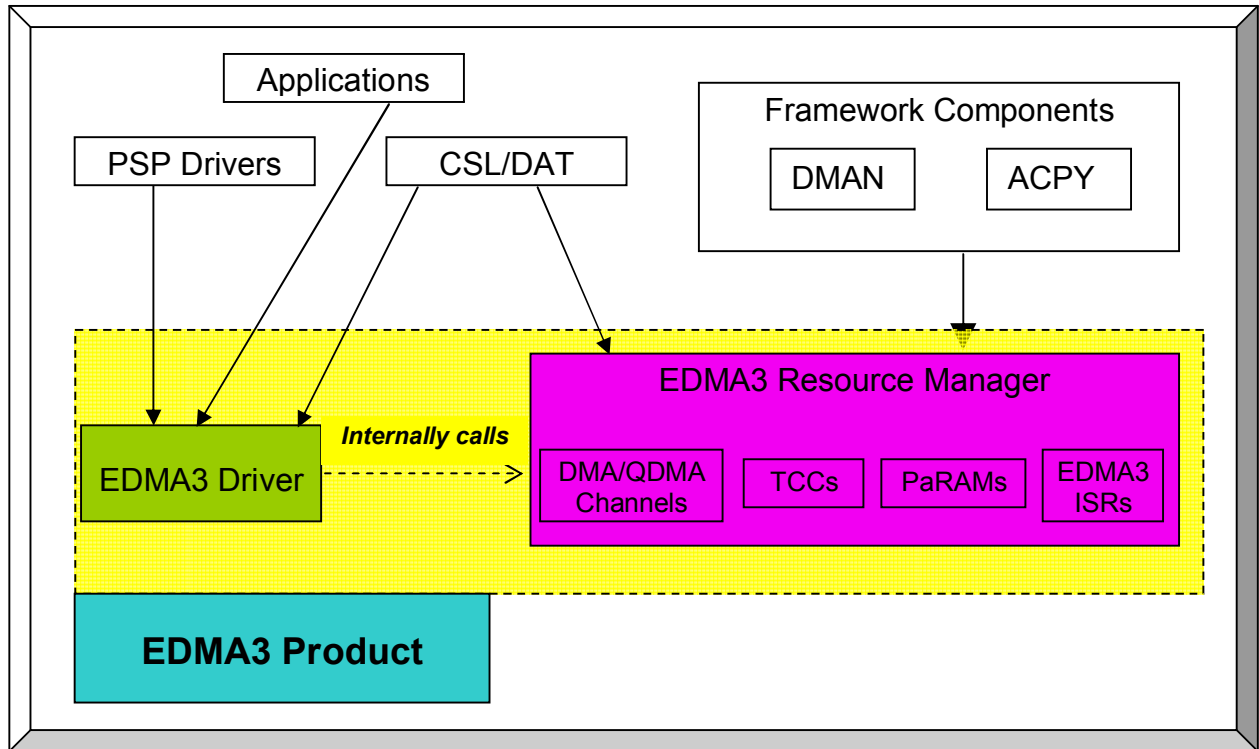 Applications
Framework Components
PSP Drivers
CSL/DAT
DMAN
ACPY
EDMA3 Resource Manager
Internally calls
EDMA3 Driver
DMA/QDMA
Channels
TCCs
PaRAMs
EDMA3
ISRs
EDMA3 Product